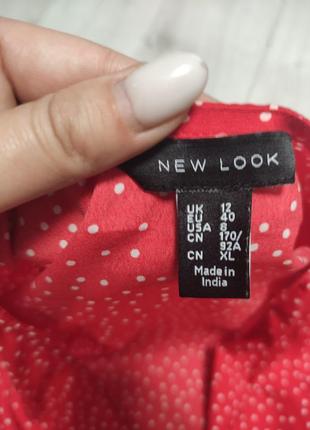 NEW LOOK
UK 12
EU 40
USA 8
CN 170/
92A
CN XL
Made in
India